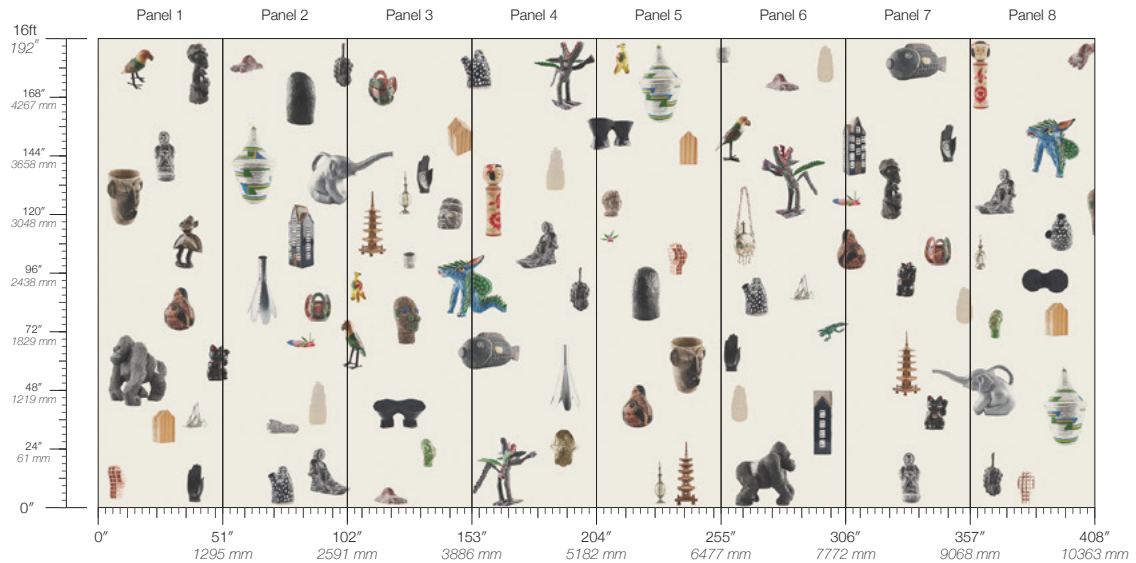 Panel 1 Panel 2 Panel 3 Panel 4 Panel 5 Panel 6 Panel 7 Panel 8
16ft
192″
168″
4267 mm
144″
3658 mm
120″
3048 mm
96″
2438 mm
72″
1829 mm
48″
1219 mm
24″
61 mm
0″
0″ 51″ 102″ 153″ 204″ 255″ 306″ 357″ 408″
1295 mm 2591 mm 3886 mm 5182 mm 6477 mm 7772 mm 9068 mm 10363 mm